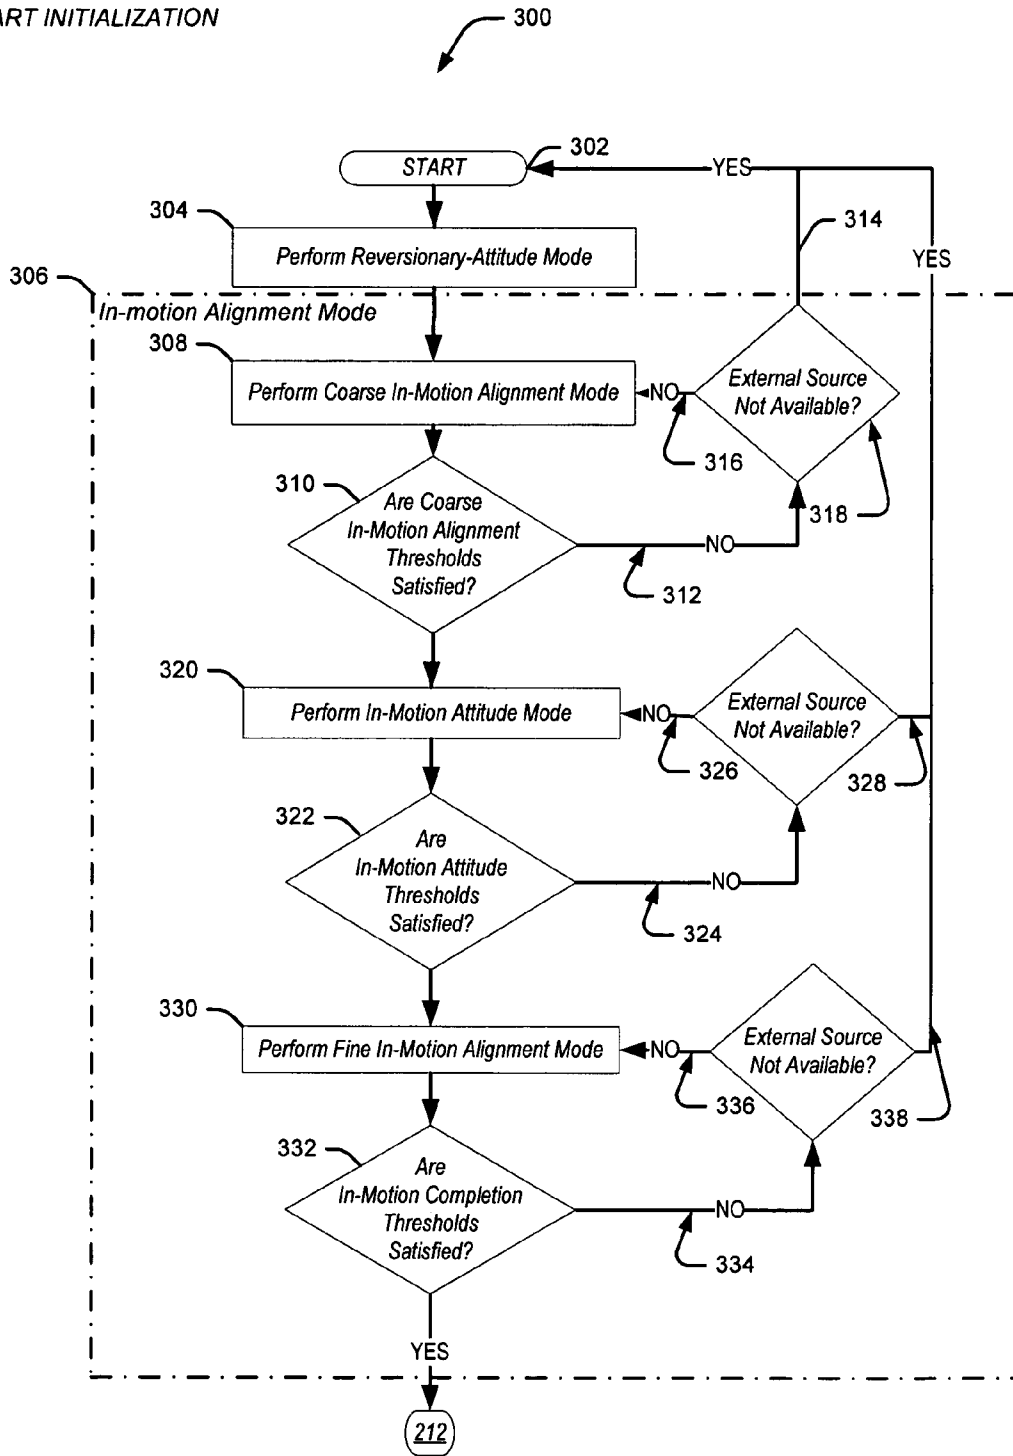 ART INITIALIZATION
300
START
302
YES
304
Perform Reversionary-Attitude Mode
314
YES
306
In-motion Alignment Mode
308
Perform Coarse In-Motion Alignment Mode
NO
External Source
Not Available?
316
318
310
Are Coarse
In-Motion Alignment
Thresholds
Satisfied?
NO
312
320
Perform In-Motion Attitude Mode
NO
External Source
Not Available?
326
328
322
Are
In-Motion Attitude
Thresholds
Satisfied?
NO
324
330
Perform Fine In-Motion Alignment Mode
NO
External Source
Not Available?
336
338
332
Are
In-Motion Completion
Thresholds
Satisfied?
NO
334
YES
212